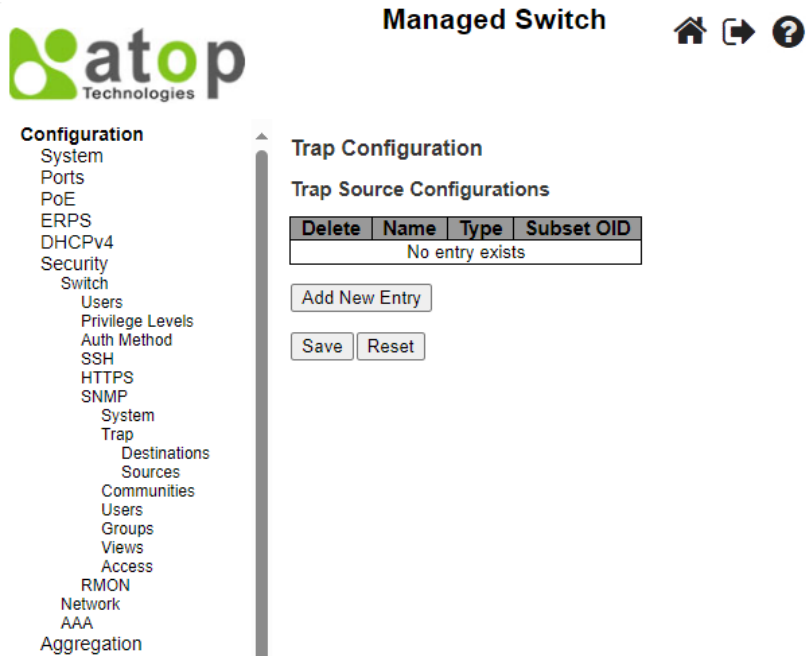 Managed Switch
atop
Technologies
Configuration
System
Ports
PoE
ERPS
DHCPv4
Security
Switch
Users
Privilege Levels
Auth Method
SSH
HTTPS
SNMP
System
Trap
Destinations
Sources
Communities
Users
Groups
Views
Access
RMON
Network
AAA
Aggregation
Trap Configuration
Trap Source Configurations
Delete Name Type Subset OID
No entry exists
Add New Entry
Save Reset